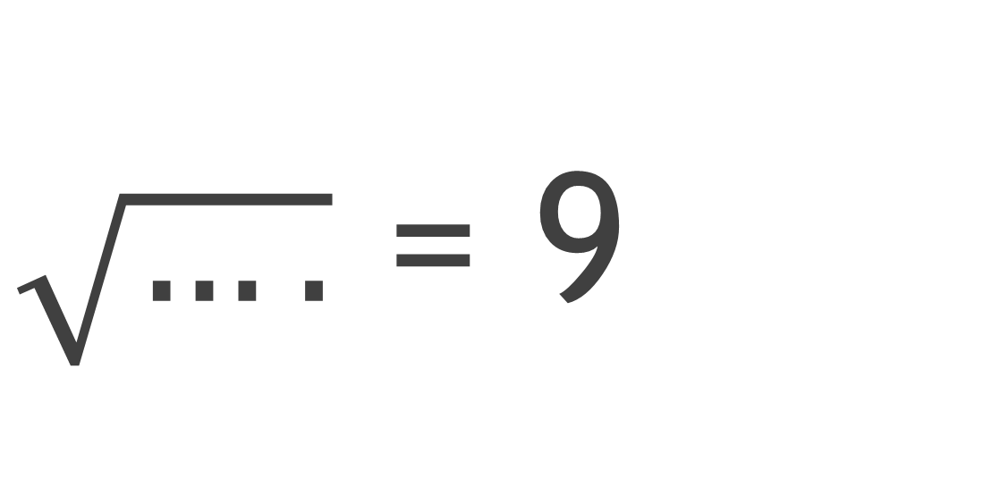 √.... = 9